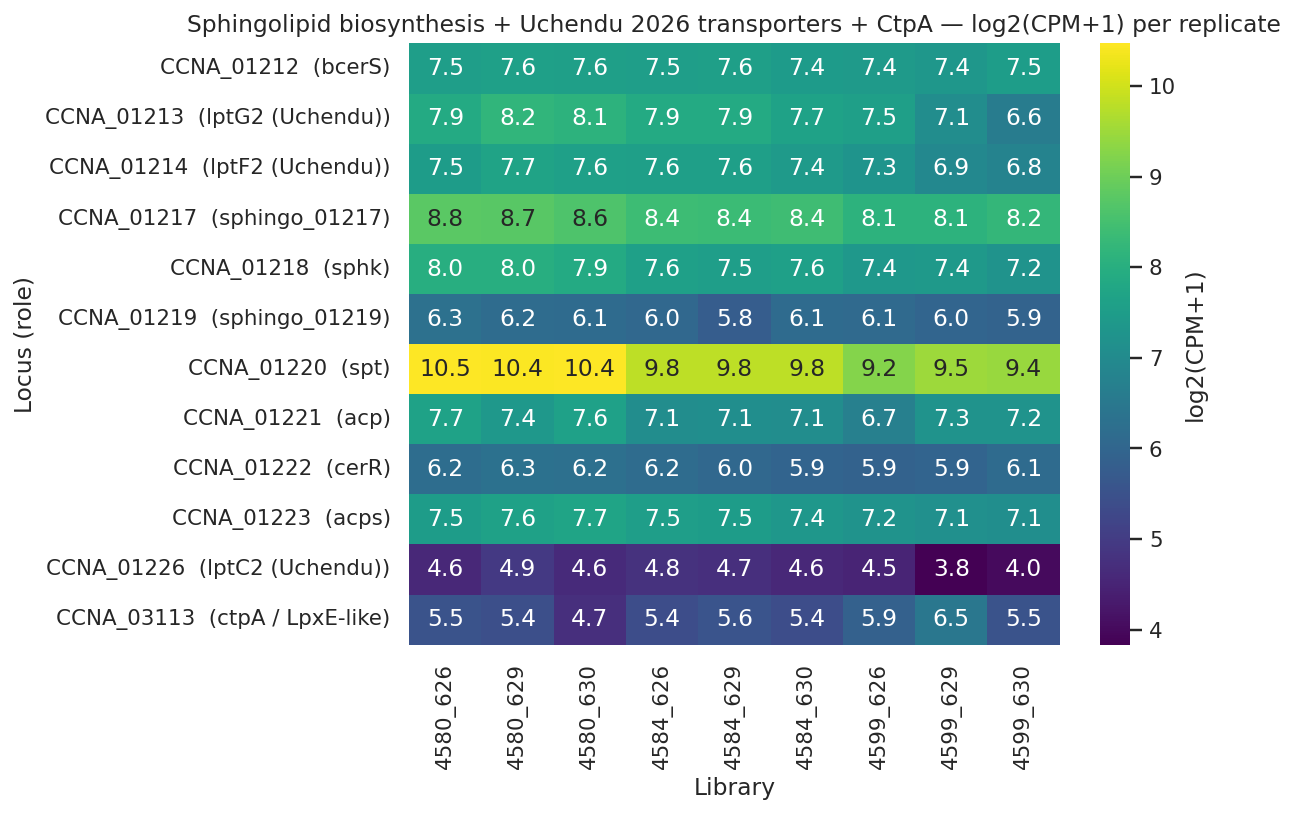 Sphingolipid biosynthesis + Uchendu 2026 transporters + CtpA — log2(CPM+1) per replicate
Locus (role)
CCNA_01212 (bcerS) 7.5 7.6 7.6 7.5 7.6 7.4 7.4 7.4 7.5
CCNA_01213 (lptG2 (Uchendu)) 7.9 8.2 8.1 7.9 7.9 7.7 7.5 7.1 6.6
CCNA_01214 (lptF2 (Uchendu)) 7.5 7.7 7.6 7.6 7.6 7.4 7.3 6.9 6.8
CCNA_01217 (sphingo_01217) 8.8 8.7 8.6 8.4 8.4 8.4 8.1 8.1 8.2
CCNA_01218 (sphk) 8.0 8.0 7.9 7.6 7.5 7.6 7.4 7.4 7.2
CCNA_01219 (sphingo_01219) 6.3 6.2 6.1 6.0 5.8 6.1 6.1 6.0 5.9
CCNA_01220 (spt) 10.5 10.4 10.4 9.8 9.8 9.8 9.2 9.5 9.4
CCNA_01221 (acp) 7.7 7.4 7.6 7.1 7.1 7.1 6.7 7.3 7.2
CCNA_01222 (cerR) 6.2 6.3 6.2 6.2 6.0 5.9 5.9 5.9 6.1
CCNA_01223 (acps) 7.5 7.6 7.7 7.5 7.5 7.4 7.2 7.1 7.1
CCNA_01226 (lptC2 (Uchendu)) 4.6 4.9 4.6 4.8 4.7 4.6 4.5 3.8 4.0
CCNA_03113 (ctpA / LpxE-like) 5.5 5.4 4.7 5.4 5.6 5.4 5.9 6.5 5.5
4580_626 4580_629 4580_630 4584_626 4584_629 4584_630 4599_626 4599_629 4599_630
Library
10
9
8
7
6
5
4
log2(CPM+1)